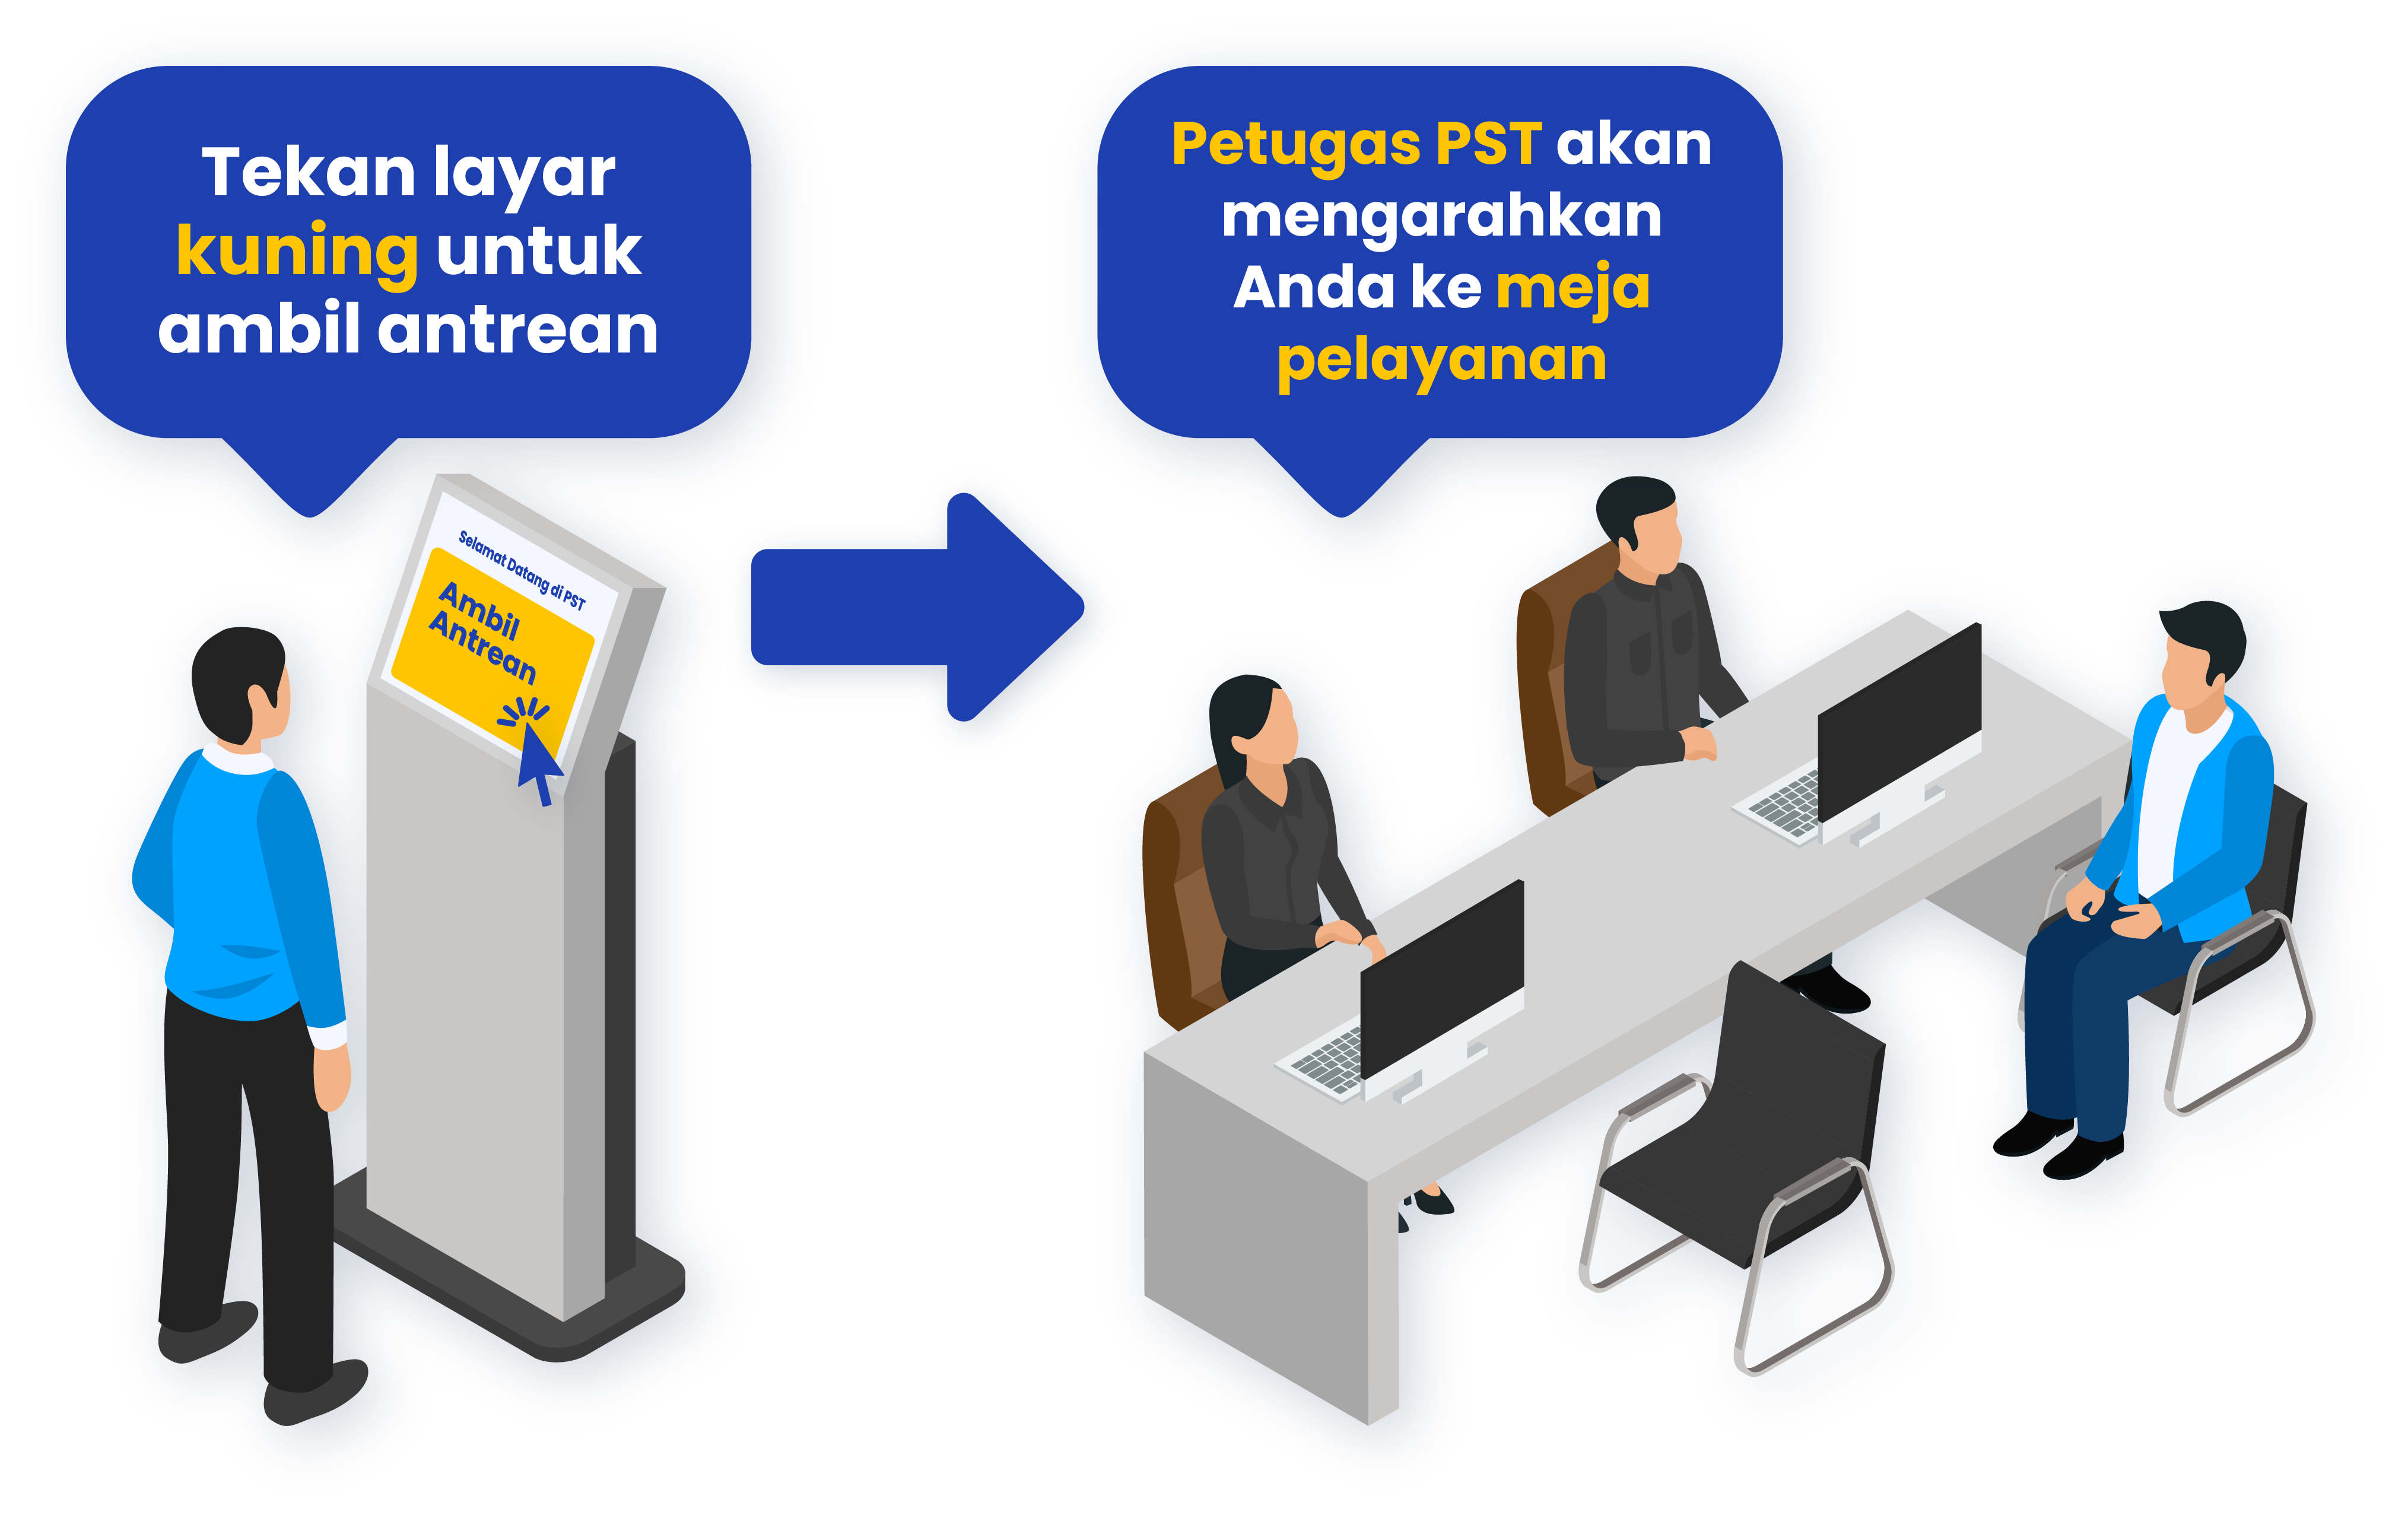 Tekan layar
kuning untuk
ambil antrean
Petugas PST akan
mengarahkan
Anda ke meja
pelayanan
Selamat Datang di PST
Ambil
Antrean